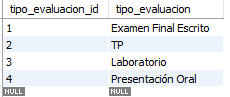 tipo_evaluacion_id tipo_evaluacion
1 Examen Final Escrito
2 TP
3 Laboratorio
4 Presentación Oral
NULL NULL